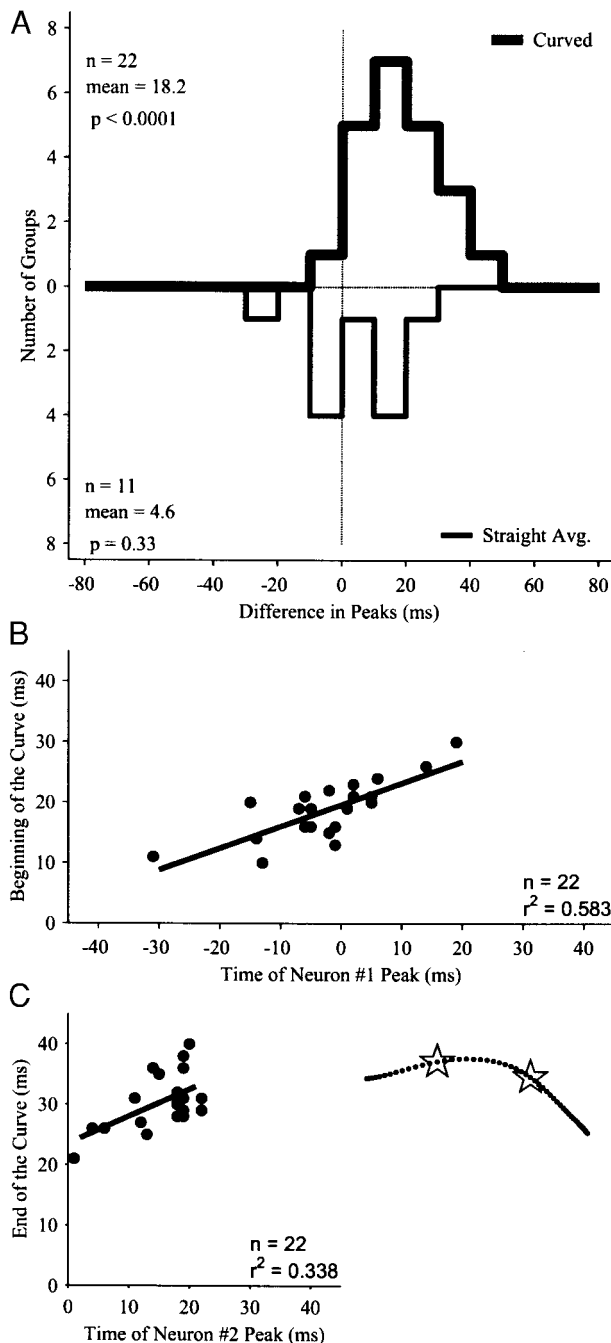 A
8
6
4
2
0
2
4
6
8
Number of Groups
n = 22
mean = 18.2
p < 0.0001
Curved
n = 11
mean = 4.6
p = 0.33
Straight Avg.
-80 -60 -40 -20 0 20 40 60 80
Difference in Peaks (ms)
B
40
30
20
10
0
Beginning of the Curve (ms)
n = 22
r² = 0.583
-40 -30 -20 -10 0 10 20 30 40
Time of Neuron #1 Peak (ms)
C
40
30
20
10
0
End of the Curve (ms)
n = 22
r² = 0.338
0 10 20 30 40
Time of Neuron #2 Peak (ms)